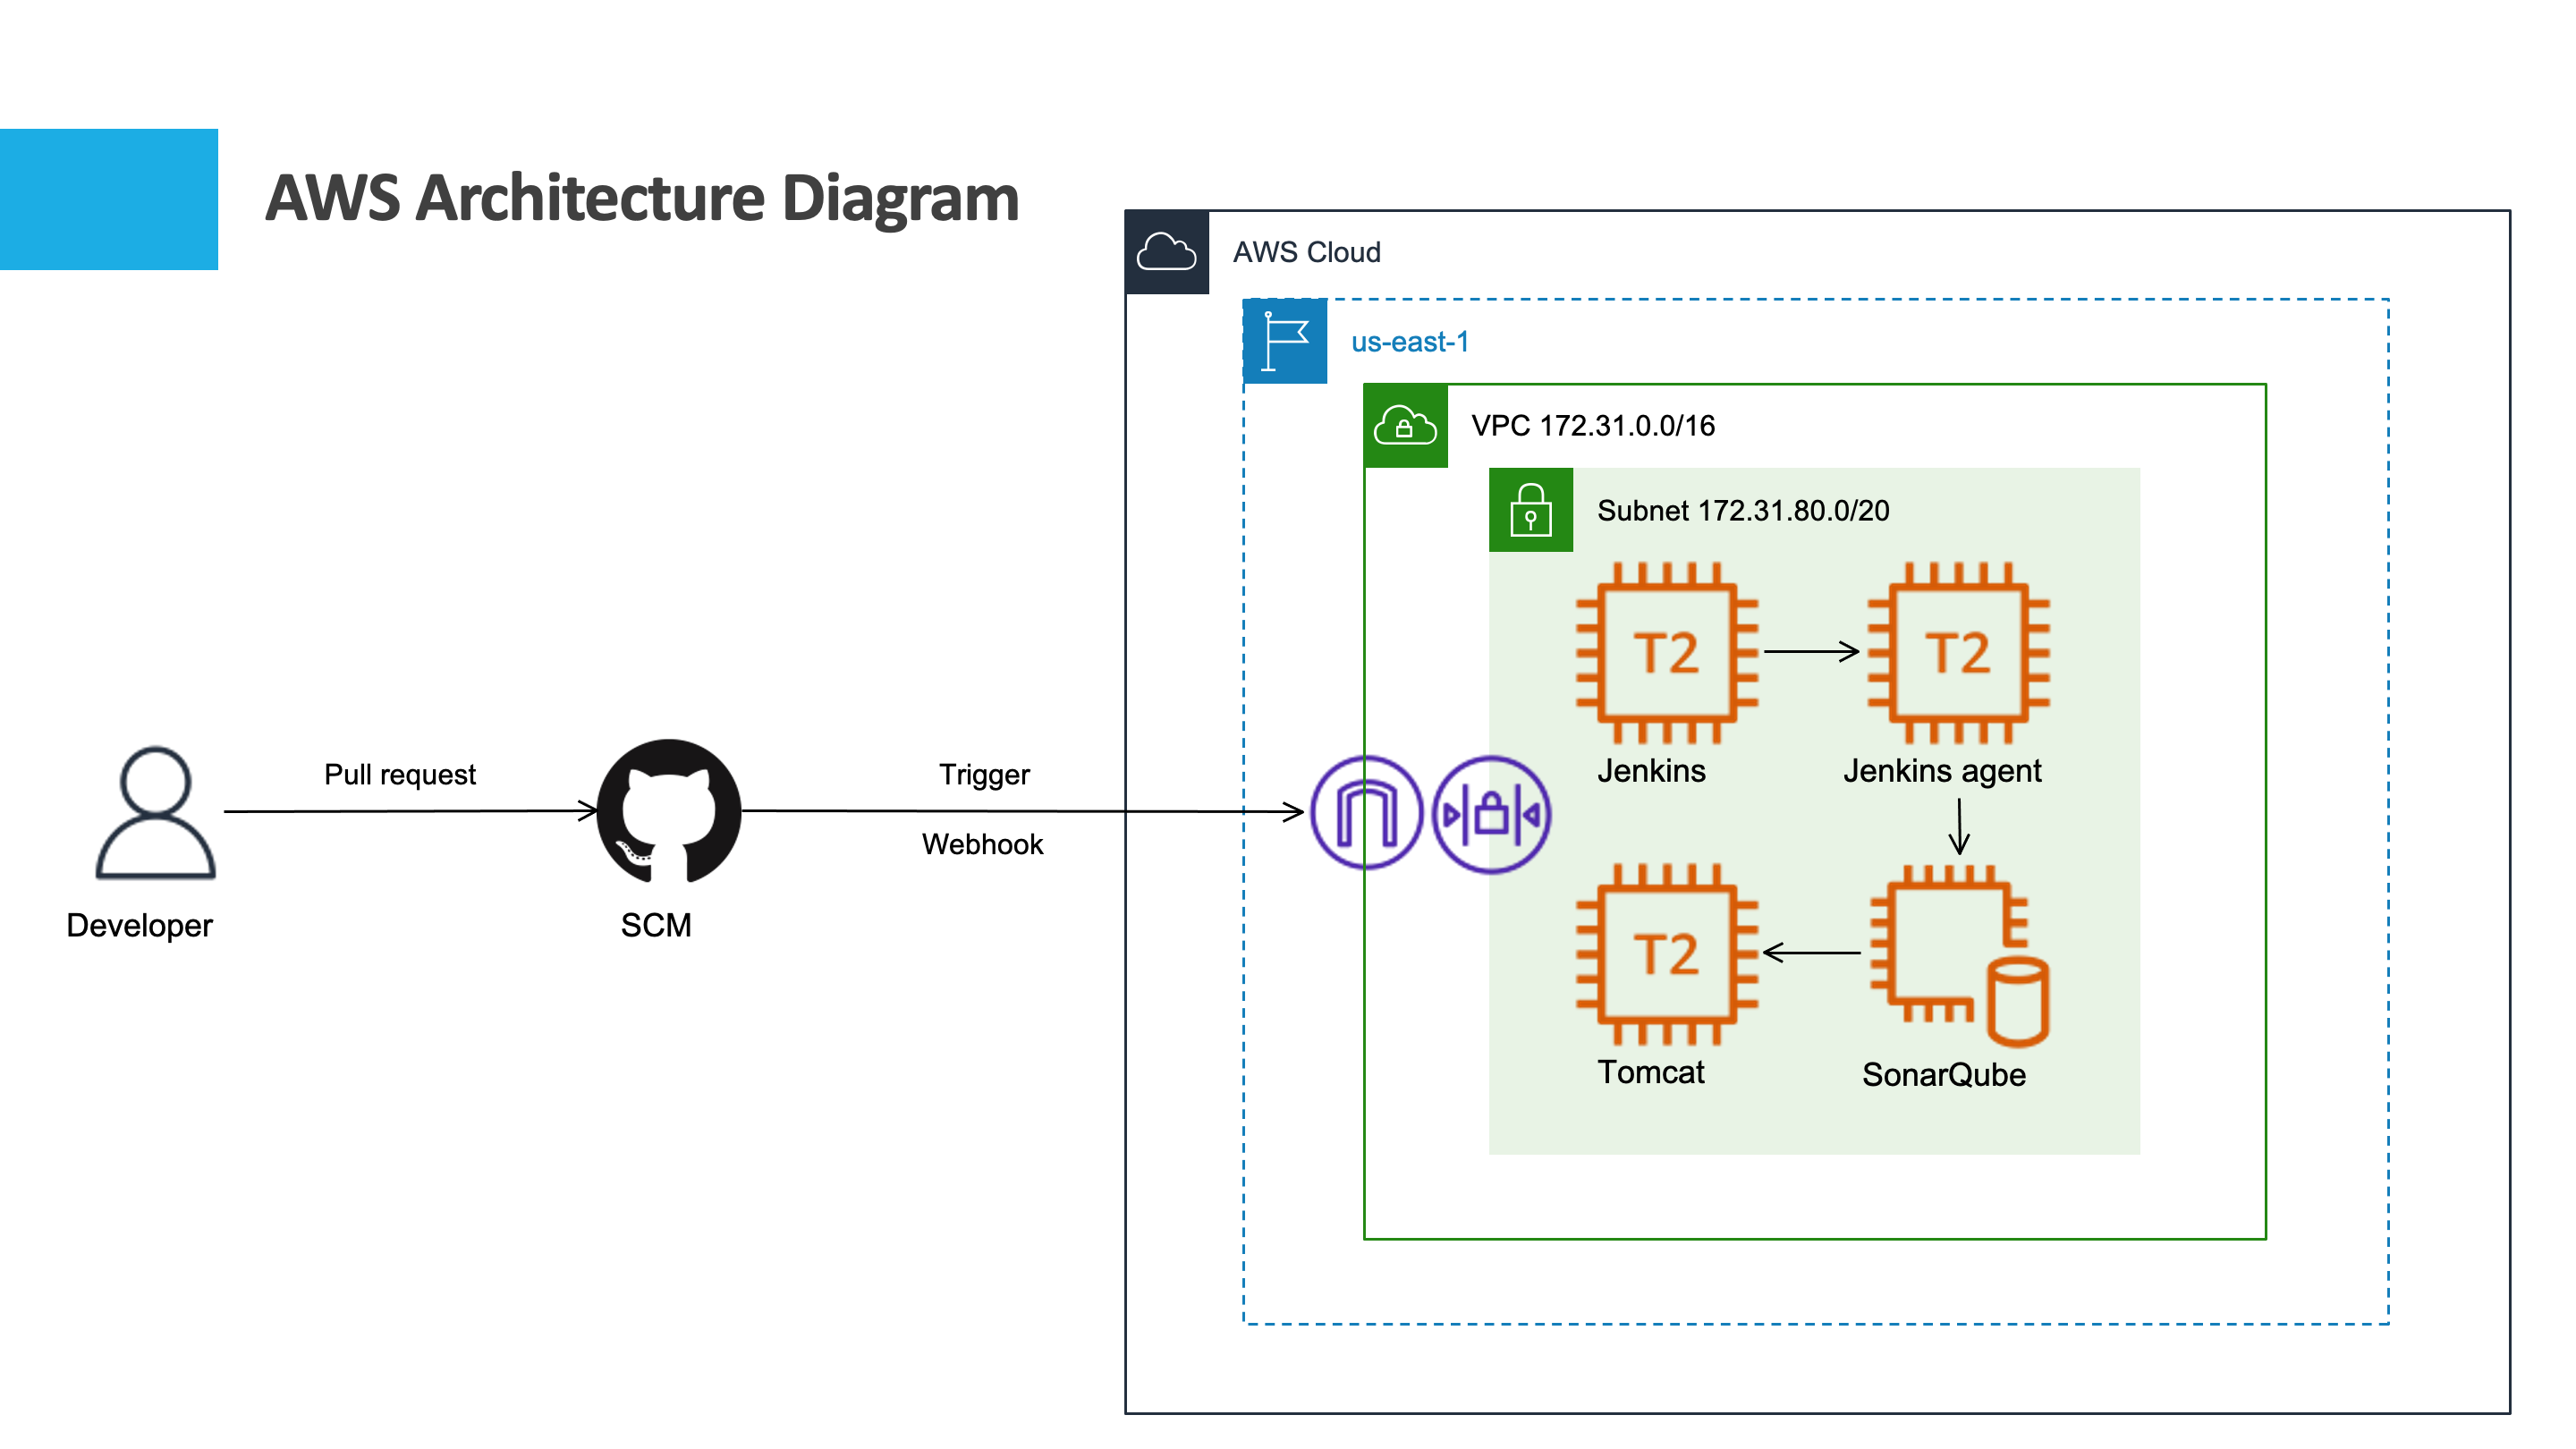 AWS Architecture Diagram
AWS Cloud
us-east-1
VPC 172.31.0.0/16
Subnet 172.31.80.0/20
T2
T2
Jenkins
Jenkins agent
Pull request
Trigger
Webhook
Developer
SCM
T2
Tomcat
SonarQube